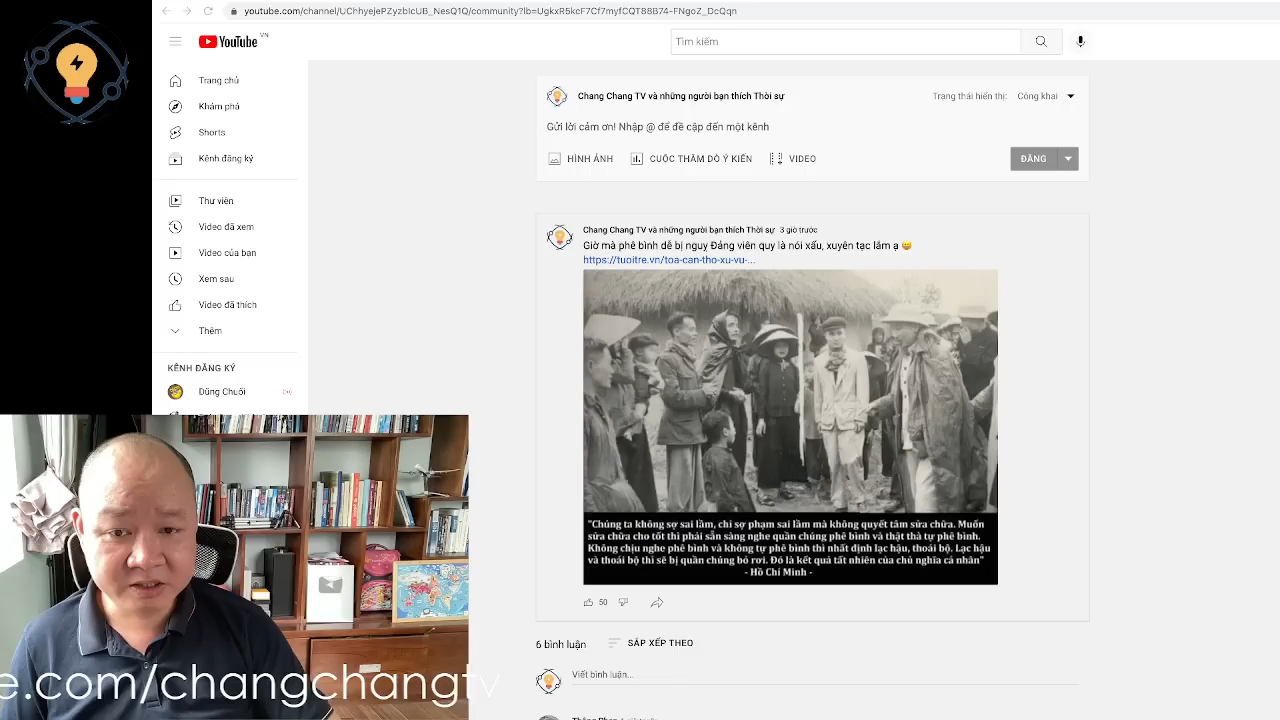 youtube.com/channel/UChhyejePZyzbIcUB_NesQ1Q/community?lb=UgkxR5kcF7Cf7myfCQT88B74-FNgoZ_DcQqn
YouTube VN
Tìm kiếm
Trang chủ
Khám phá
Shorts
Kênh đăng ký
Thư viện
Video đã xem
Video của bạn
Xem sau
Video đã thích
Thêm
KÊNH ĐĂNG KÝ
Dũng Chuối
Chang Chang TV và những người bạn thích Thời sự
Trạng thái hiển thị: Công khai
Gửi lời cảm ơn! Nhập @ để đề cập đến một kênh
HÌNH ẢNH
CUỘC THĂM DÒ Ý KIẾN
VIDEO
ĐĂNG
Chang Chang TV và những người bạn thích Thời sự 3 giờ trước
Giờ mà phê bình dễ bị ngụy Đảng viên quy là nói xấu, xuyên tạc lắm ạ 😄
https://tuoitre.vn/toa-can-tho-xu-vu-...
"Chúng ta không sợ sai lầm, chỉ sợ phạm sai lầm mà không quyết tâm sửa chữa. Muốn
sửa chữa cho tốt thì phải sẵn sàng nghe quần chúng phê bình và thật thà tự phê bình.
Không chịu nghe phê bình và không tự phê bình thì nhất định lạc hậu, thoái bộ. Lạc hậu
và thoái bộ thì sẽ bị quần chúng bỏ rơi. Đó là kết quả tất nhiên của chủ nghĩa cá nhân"
- Hồ Chí Minh -
50
6 bình luận
SẮP XẾP THEO
Viết bình luận...
e.com/changchangtv